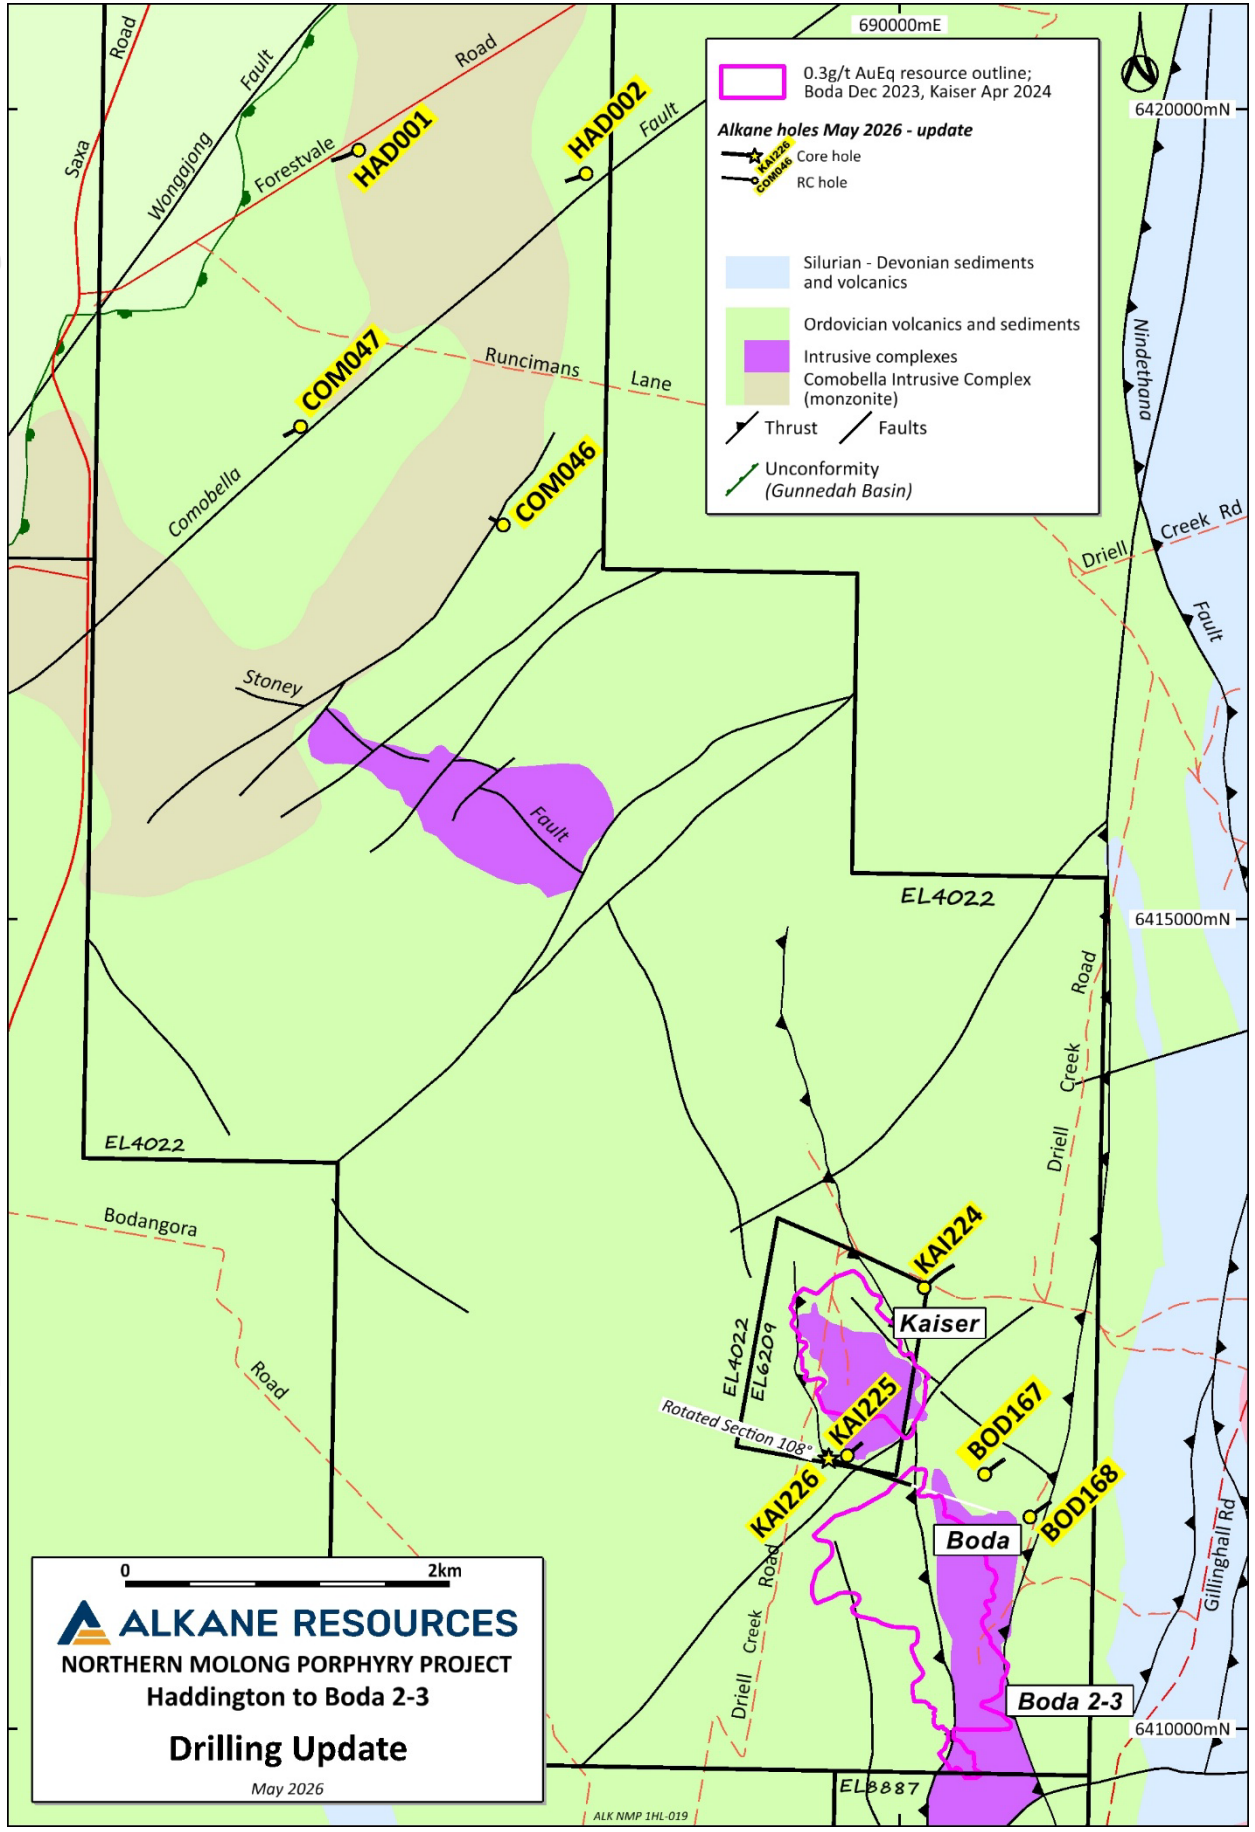 690000mE
Road
Saxa
Wongajong
Fault
Forestvale
Road
HAD001
HAD002
Fault
0.3g/t AuEq resource outline;
Boda Dec 2023, Kaiser Apr 2024
Alkane holes May 2026 - update
KAI226
Core hole
COM046
RC hole
Silurian - Devonian sediments
and volcanics
Ordovician volcanics and sediments
Intrusive complexes
Comobella Intrusive Complex
(monzonite)
Thrust
Faults
Unconformity
(Gunnedah Basin)
6420000mN
Nindethana
Fault
Runcimans
Lane
COM047
COM046
Comobella
Driell
Creek Rd
Stoney
Fault
EL4022
6415000mN
Driell
Creek
Road
EL4022
Bodangora
Road
KAI224
Kaiser
EL4022
EL6209
Rotated Section 108°
KAI225
KAI226
BOD167
BOD168
Boda
Boda 2-3
Gillinghall Rd
Driell
Creek
Road
6410000mN
EL8887
0
2km
ALKANE RESOURCES
NORTHERN MOLONG PORPHYRY PROJECT
Haddington to Boda 2-3
Drilling Update
May 2026
ALK NMP 1HL-019